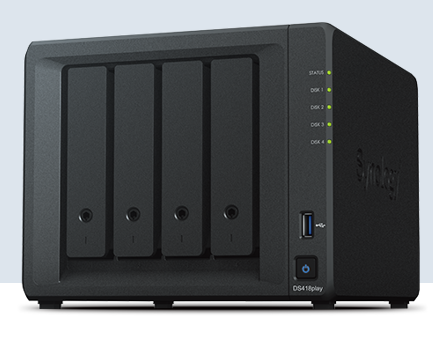 STATUS
DISK 1
DISK 2
DISK 3
DISK 4
Synology
DS418play